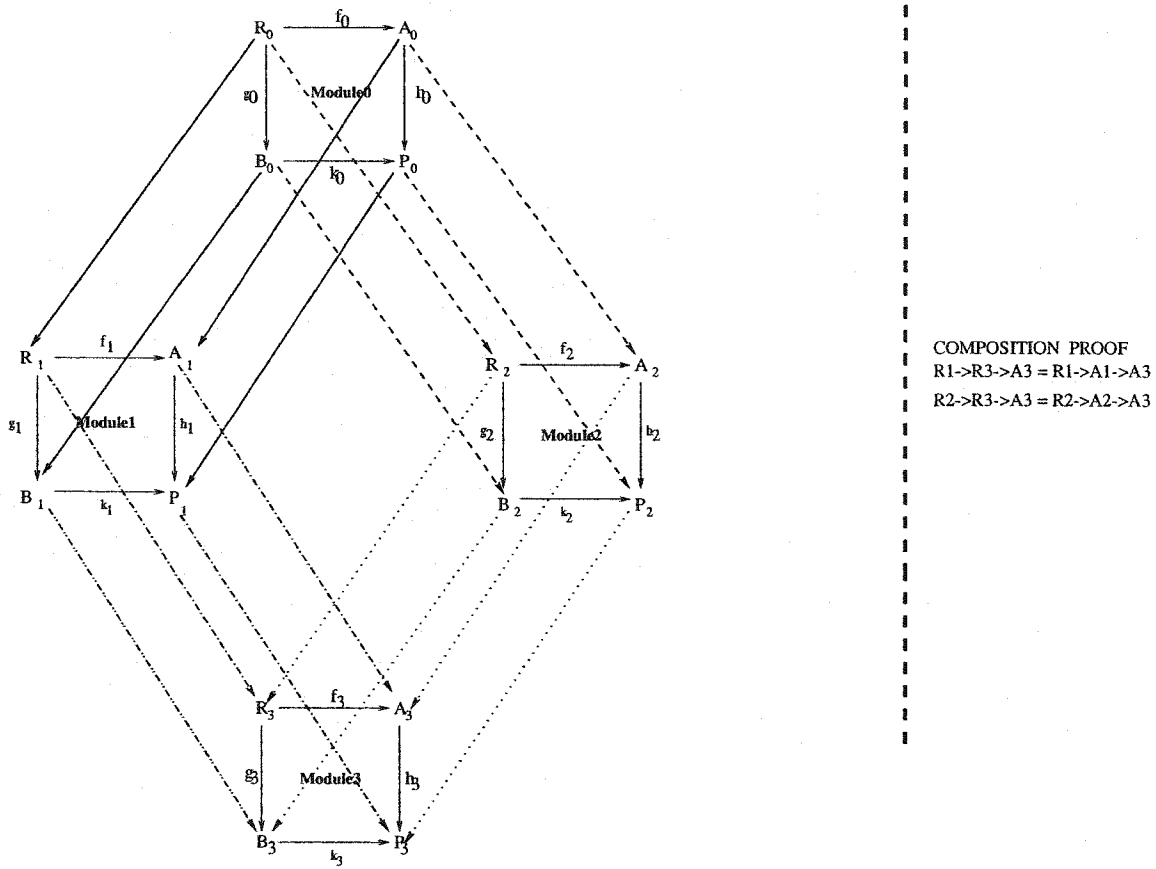 f0
R0 A0
g0 Module0 h0
B0 P0
k0
R1 f1 A1
R2 f2 A2
g1 Module1 h1
g2 Module2 h2
B1 P1
k1
B2 P2
k2
R3 f3 A3
g3 Module3 h3
B3 P3
k3
COMPOSITION PROOF
R1->R3->A3 = R1->A1->A3
R2->R3->A3 = R2->A2->A3